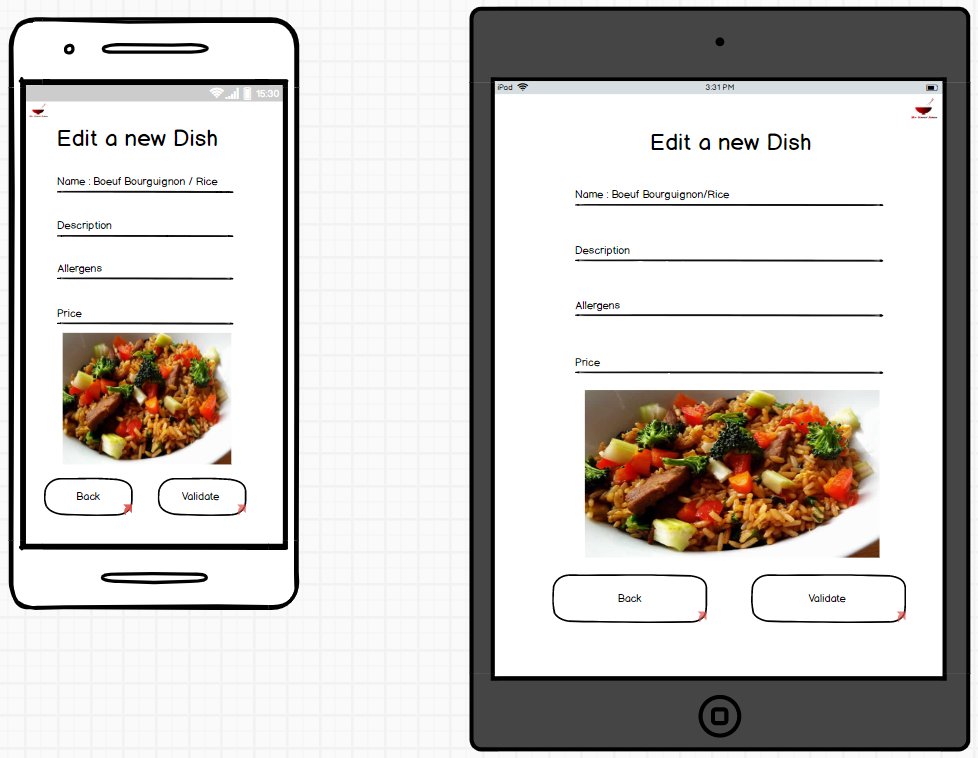 15:30
Edit a new Dish
Name : Boeuf Bourguignon / Rice
Description
Allergens
Price
Back
Validate
iPod
3:31 PM
Edit a new Dish
Name : Boeuf Bourguignon/Rice
Description
Allergens
Price
Back
Validate